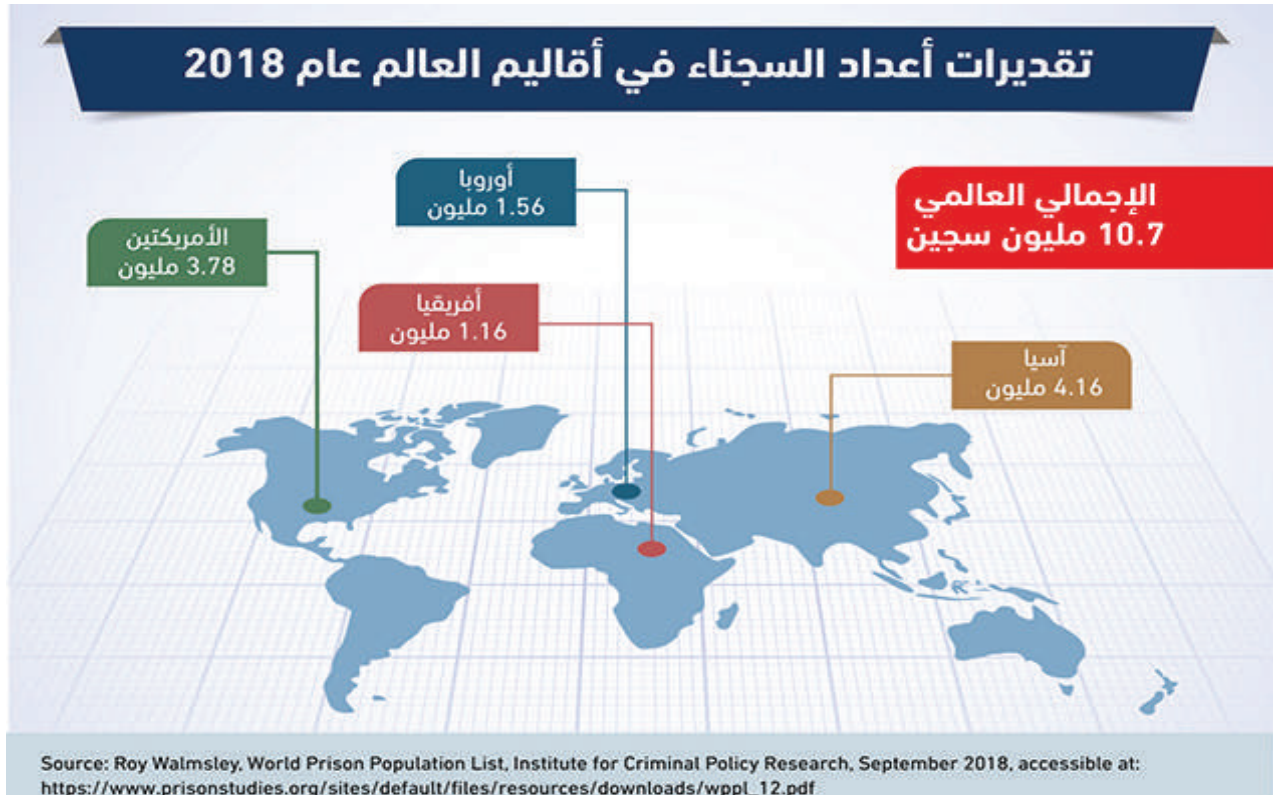 تقديرات أعداد السجناء في أقاليم العالم عام 2018
الإجمالي العالمي
10.7 مليون سجين
أوروبا
1.56 مليون
الأمريكتين
3.78 مليون
أفريقيا
1.16 مليون
آسيا
4.16 مليون
Source: Roy Walmsley, World Prison Population List, Institute for Criminal Policy Research, September 2018, accessible at:
https://www.prisonstudies.org/sites/default/files/resources/downloads/wppl_12.pdf